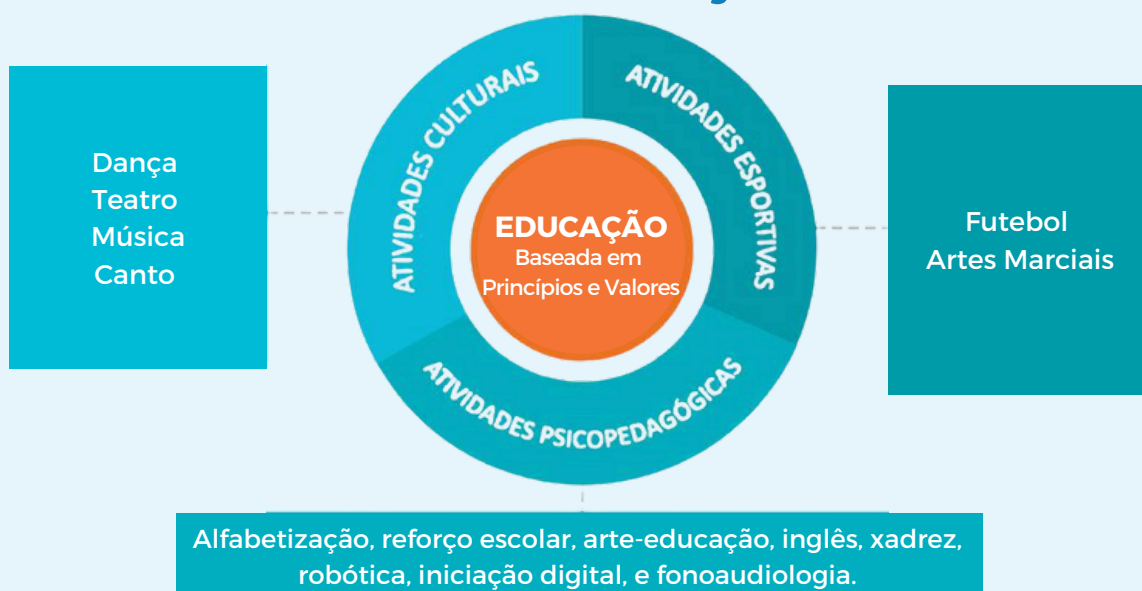 ATIVIDADES CULTURAIS
ATIVIDADES ESPORTIVAS
Dança
Teatro
Música
Canto
EDUCAÇÃO
Baseada em
Princípios e Valores
Futebol
Artes Marciais
ATIVIDADES PSICOPEDAGÓGICAS
Alfabetização, reforço escolar, arte-educação, inglês, xadrez,
robótica, iniciação digital, e fonoaudiologia.